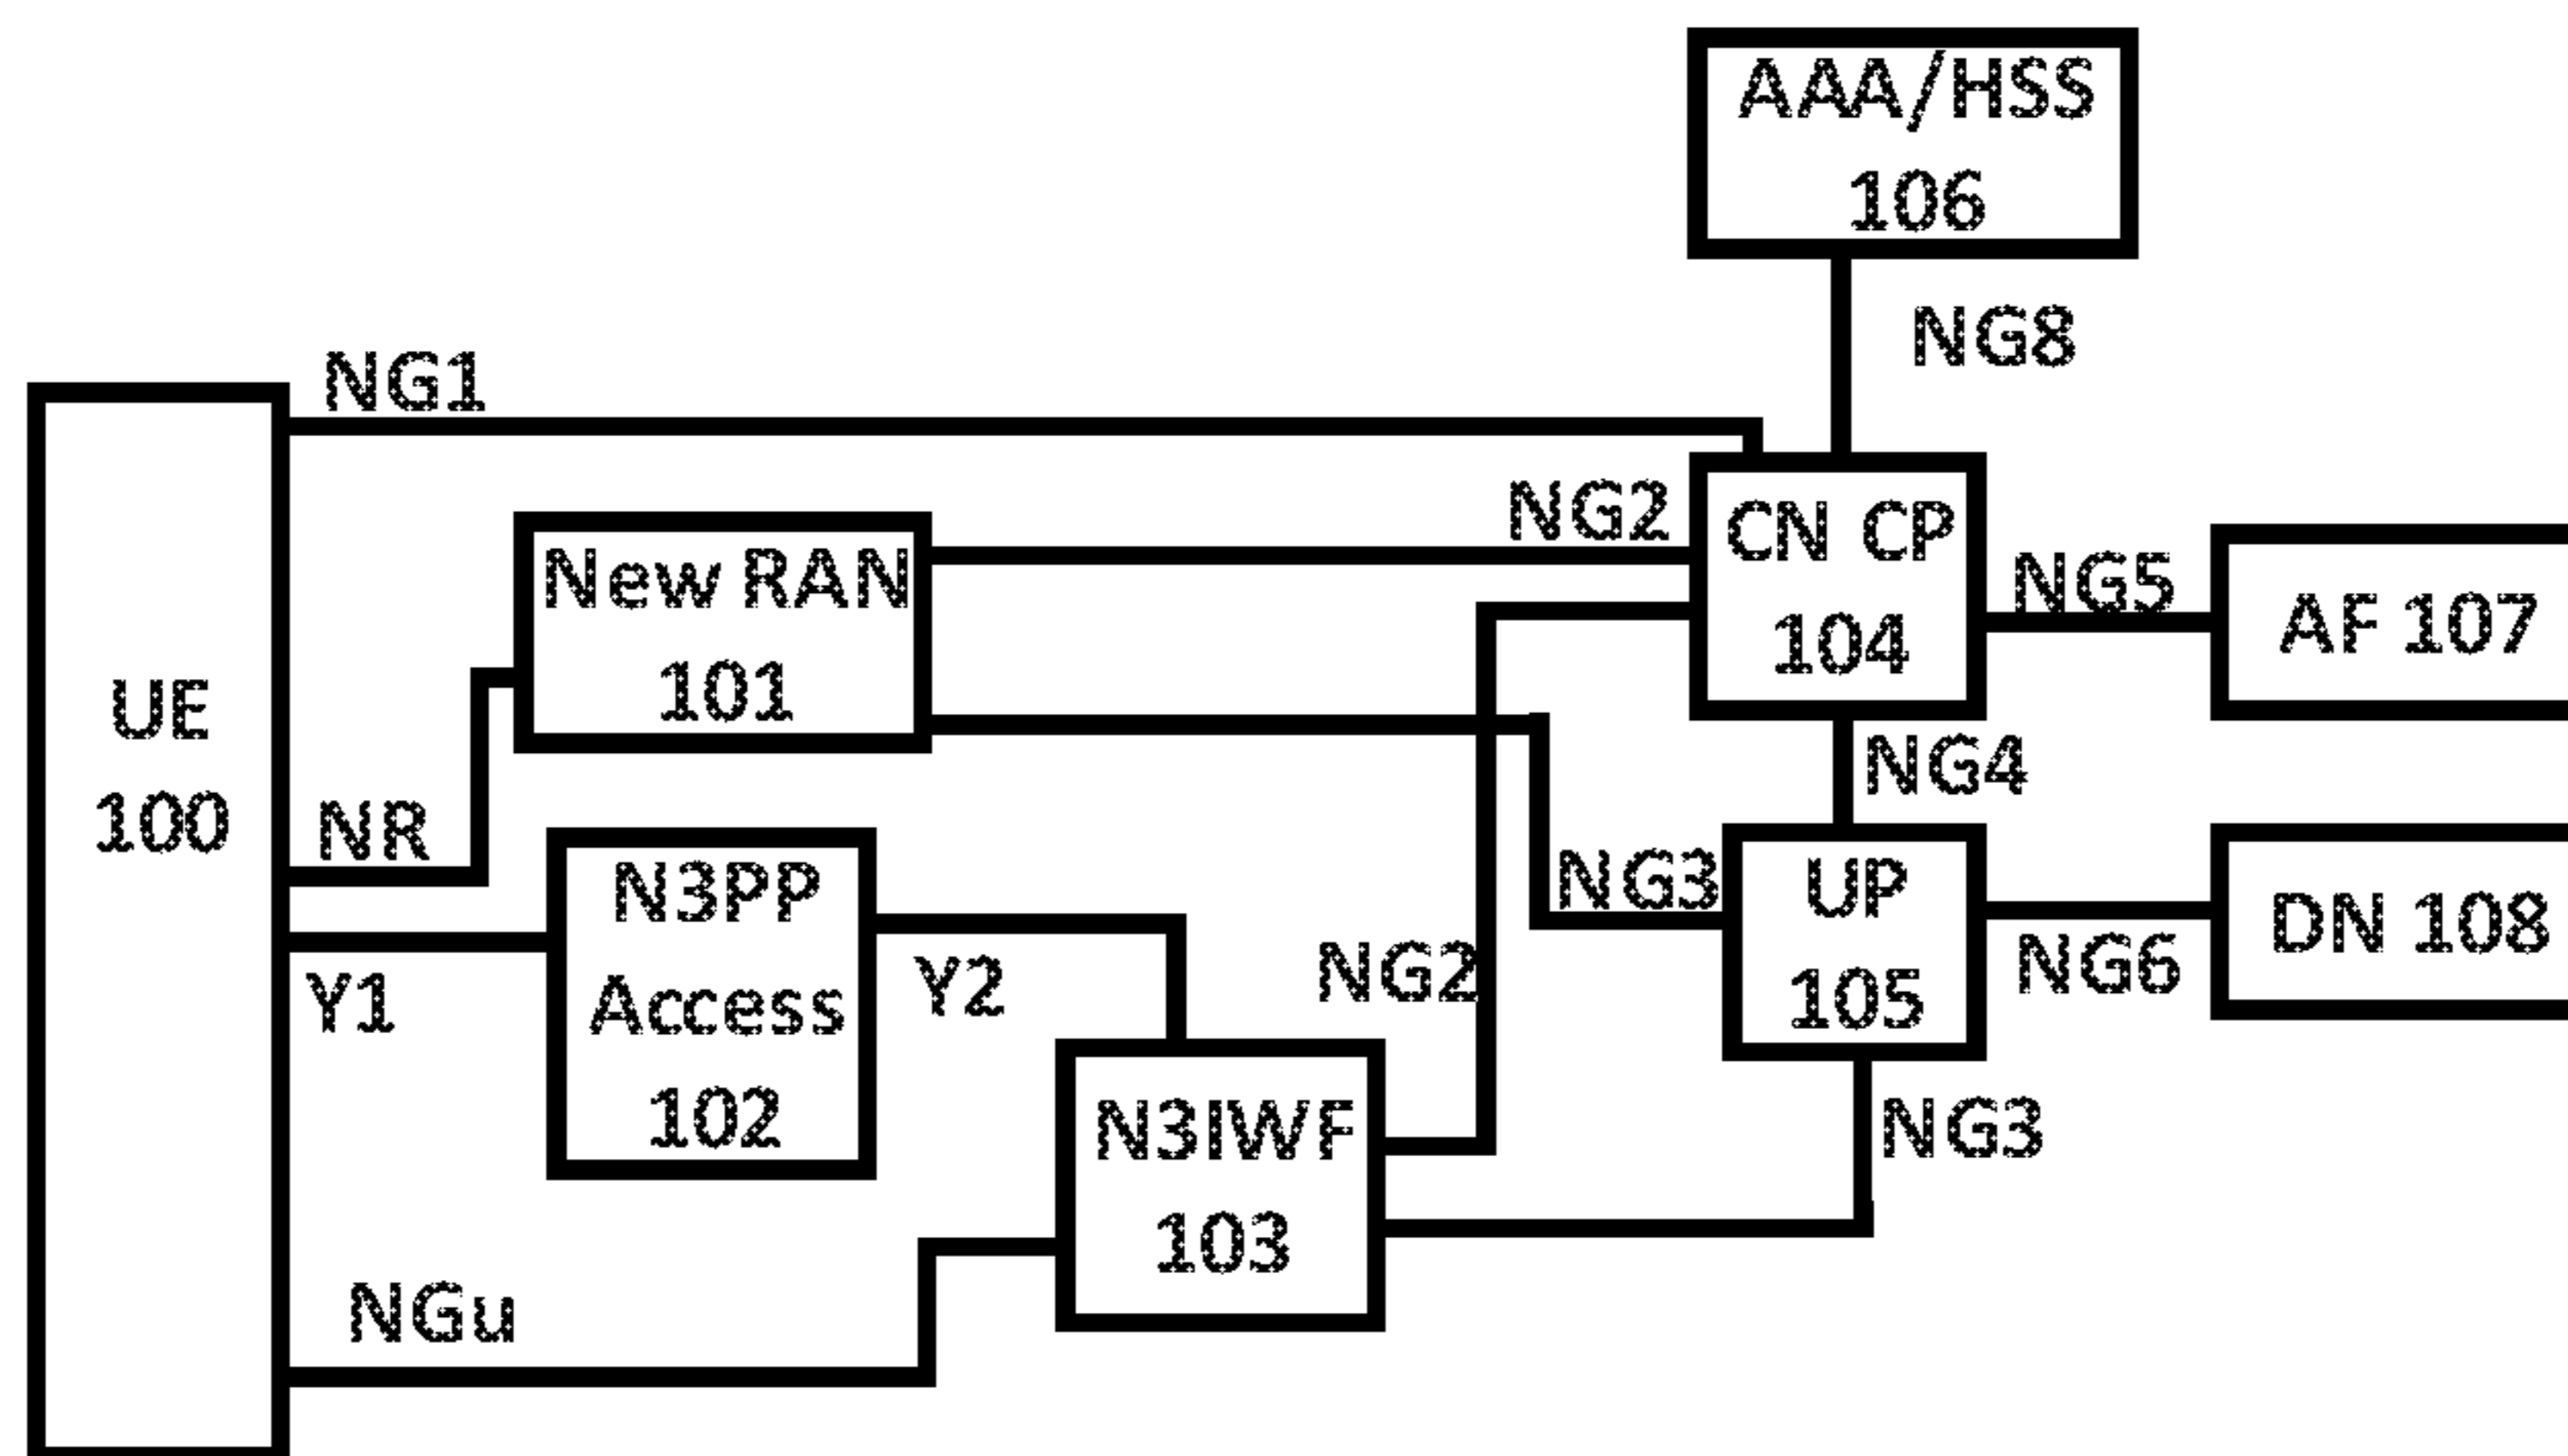 AAA/HSS
106
NG8
NG1
NG2
CN CP
104
NG5
AF 107
New RAN
101
UE
100
NR
NG4
N3PP
Access
102
Y1
Y2
NG2
NG3
UP
105
NG6
DN 108
N3IWF
103
NG3
NGu